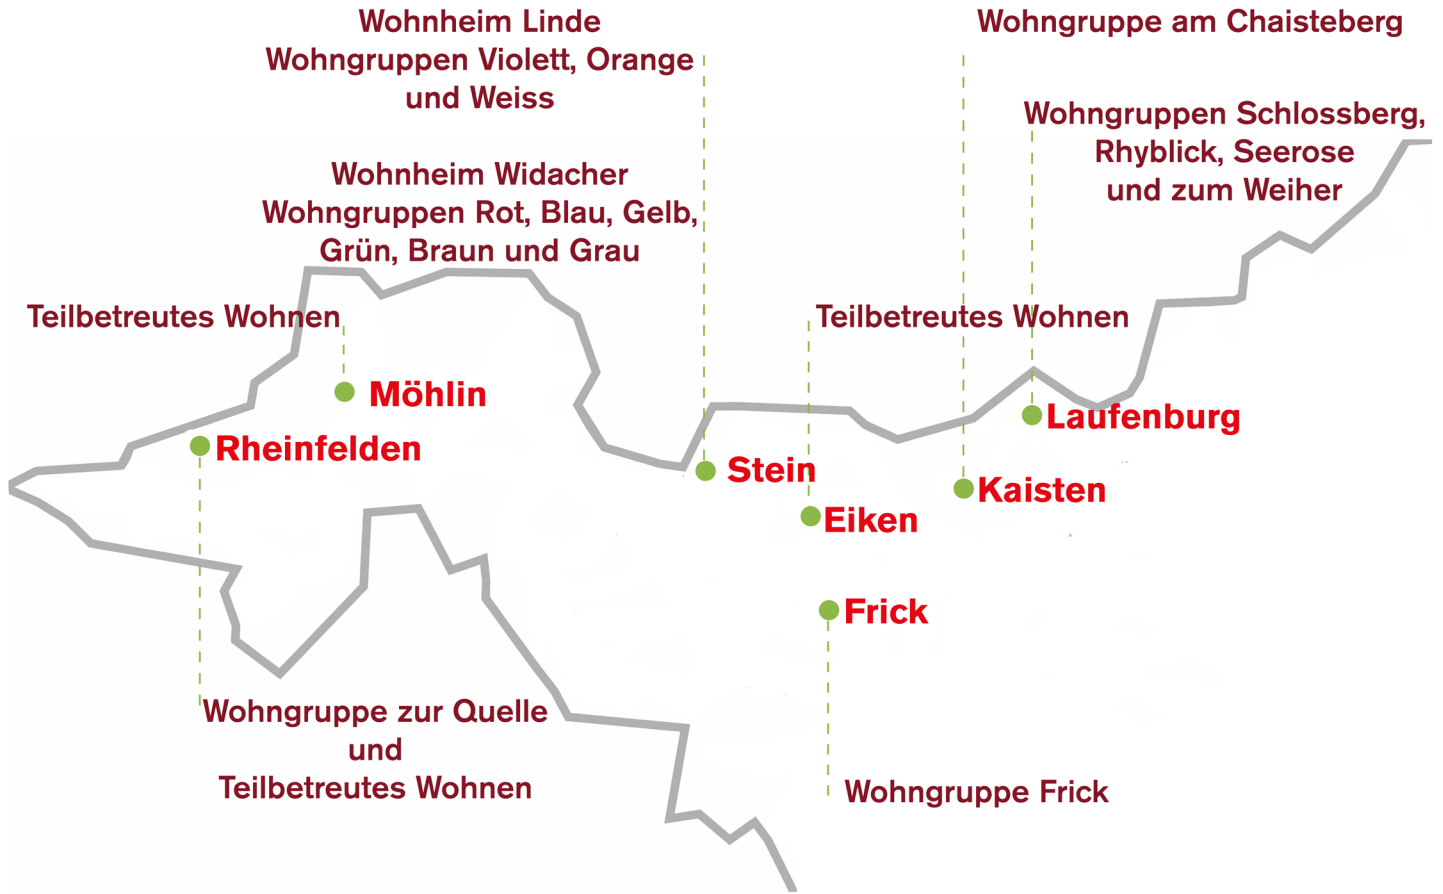 Wohnheim Linde
Wohngruppen Violett, Orange
und Weiss
Wohngruppe am Chaisteberg
Wohngruppen Schlossberg,
Rhyblick, Seerose
und zum Weiher
Wohnheim Widacher
Wohngruppen Rot, Blau, Gelb,
Grün, Braun und Grau
Teilbetreutes Wohnen
Teilbetreutes Wohnen
Möhlin
Laufenburg
Rheinfelden
Stein
Kaisten
Eiken
Frick
Wohngruppe zur Quelle
und
Teilbetreutes Wohnen
Wohngruppe Frick